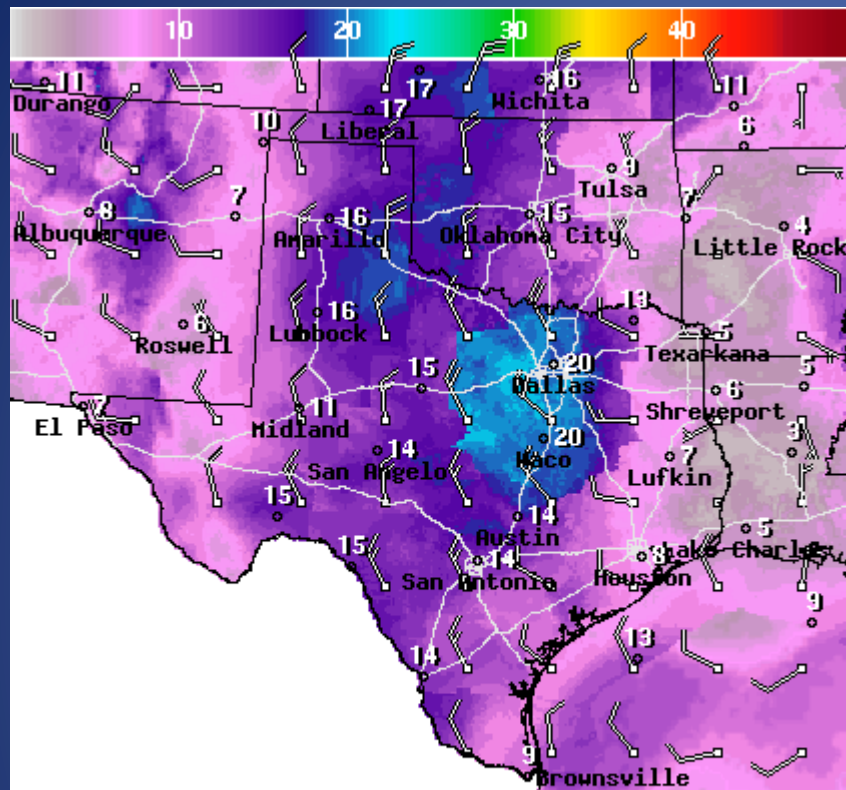 10 20 30 40
11 17 16 11
Durango Wichita
17
Liberal
10 6
9
Tulsa
8 7 16 15 7 4
Albuquerque Amarillo Oklahoma City Little Rock
6 16 13 5
Roswell Lubbock Texarkana
15 20 5
Dallas
7 11 6
El Paso Midland Shreveport
14 20 7 3
San Angelo Waco Lufkin
15 14 5
Austin
15 14 8 Lake Charles
San Antonio Houston
9
14 13
9
Brownsville